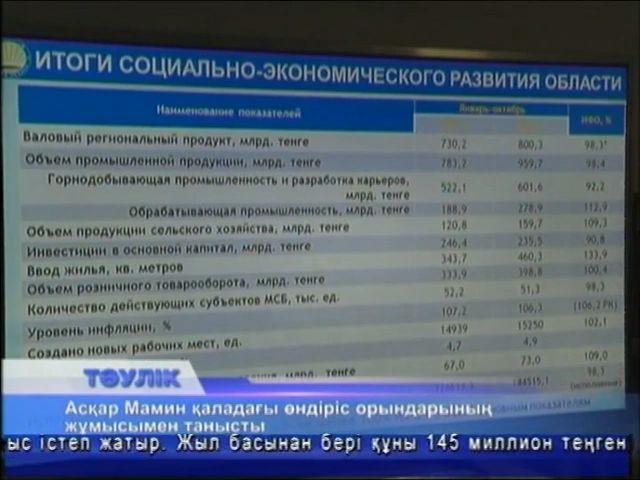 ИТОГИ СОЦИАЛЬНО-ЭКОНОМИЧЕСКОГО РАЗВИТИЯ ОБЛАСТИ
Наименование показателей Январь-октябрь ИФО, %
Валовый региональный продукт, млрд. тенге 730,2 800,3 98,3*
Объем промышленной продукции, млрд. тенге 783,2 959,7 98,4
Горнодобывающая промышленность и разработка карьеров,
млрд. тенге 522,1 601,6 92,2
Обрабатывающая промышленность, млрд. тенге 188,9 278,9 112,9
Объем продукции сельского хозяйства, млрд. тенге 120,8 159,7 109,3
Инвестиции в основной капитал, млрд. тенге 246,4 235,5 90,8
Ввод жилья, кв. метров 343,7 460,3 133,9
Объем розничного товарооборота, млрд. тенге 333,9 398,8 100,4
Количество действующих субъектов МСБ, тыс. ед. 52,2 51,3 98,3
Уровень инфляции, % 107,2 106,3 (106,2 РК)
Создано новых рабочих мест, ед. 14939 15250 102,1
4,7 4,9
млрд. тенге 67,0 73,0 109,0
98,3
ТӘУЛІК
Асқар Мамин қаладағы өндіріс орындарының
жұмысымен танысты
ыс істеп жатыр. Жыл басынан бері құны 145 миллион теңген